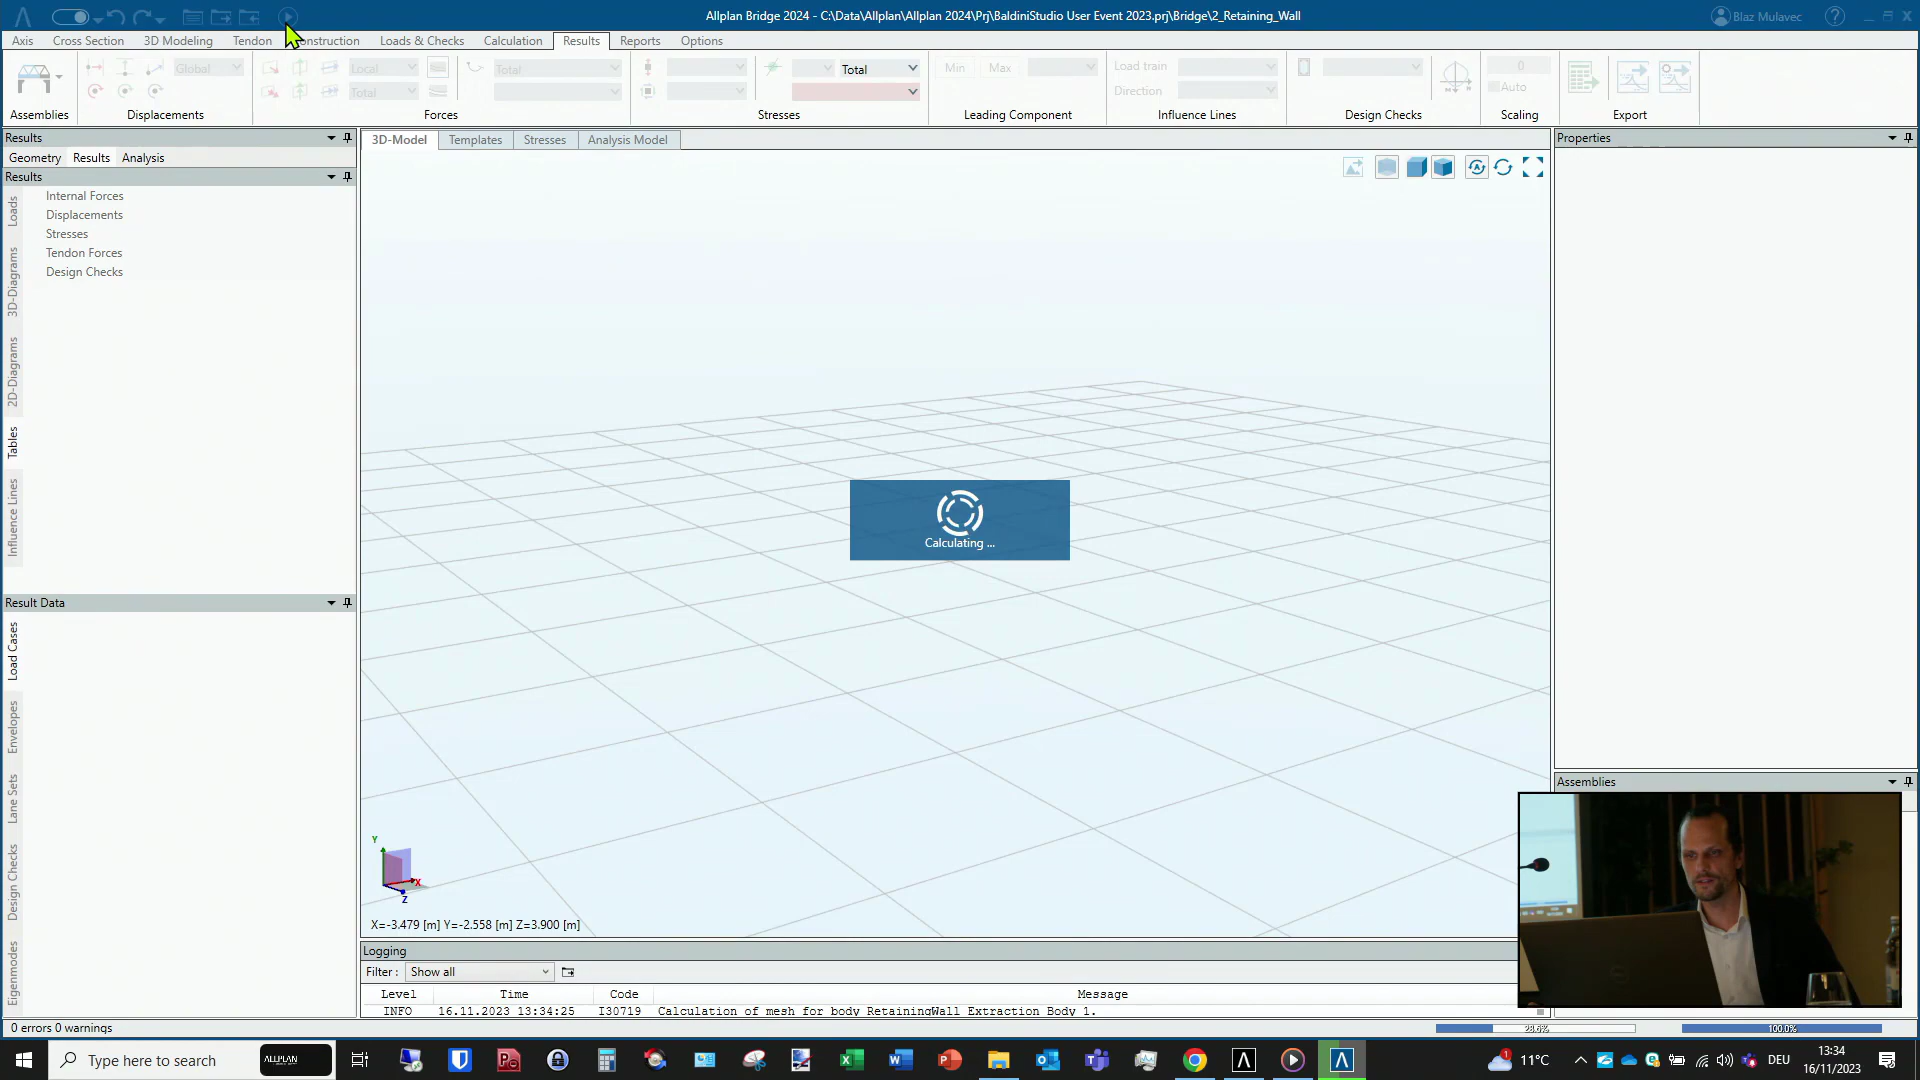 Allplan Bridge 2024 - C:\Data\Allplan\Allplan 2024\Prj\BaldiniStudio User Event 2023.prj\Bridge\2_Retaining_Wall
Blaz Mulavec
Axis Cross Section 3D Modeling Tendon Construction Loads & Checks Calculation Results Reports Options
Global Local Total Total Min Max Load train 0
Total Direction Auto
Assemblies Displacements Forces Stresses Leading Component Influence Lines Design Checks Scaling Export
Results
Geometry Results Analysis
Results
Internal Forces
Displacements
Stresses
Tendon Forces
Design Checks
Loads
3D-Diagrams
2D-Diagrams
Tables
Influence Lines
Result Data
Load Cases
Envelopes
Lane Sets
Design Checks
Eigenmodes
3D-Model Templates Stresses Analysis Model
Calculating ...
Y
X
Z
X=-3.479 [m] Y=-2.558 [m] Z=3.900 [m]
Properties
Assemblies
Logging
Filter : Show all
Level Time Code Message
INFO 16.11.2023 13:34:25 I30719 Calculation of mesh for body RetainingWall Extraction Body 1.
0 errors 0 warnings
28.6% 100.0%
Type here to search
ALLPLAN
1
11°C
DEU
13:34
16/11/2023